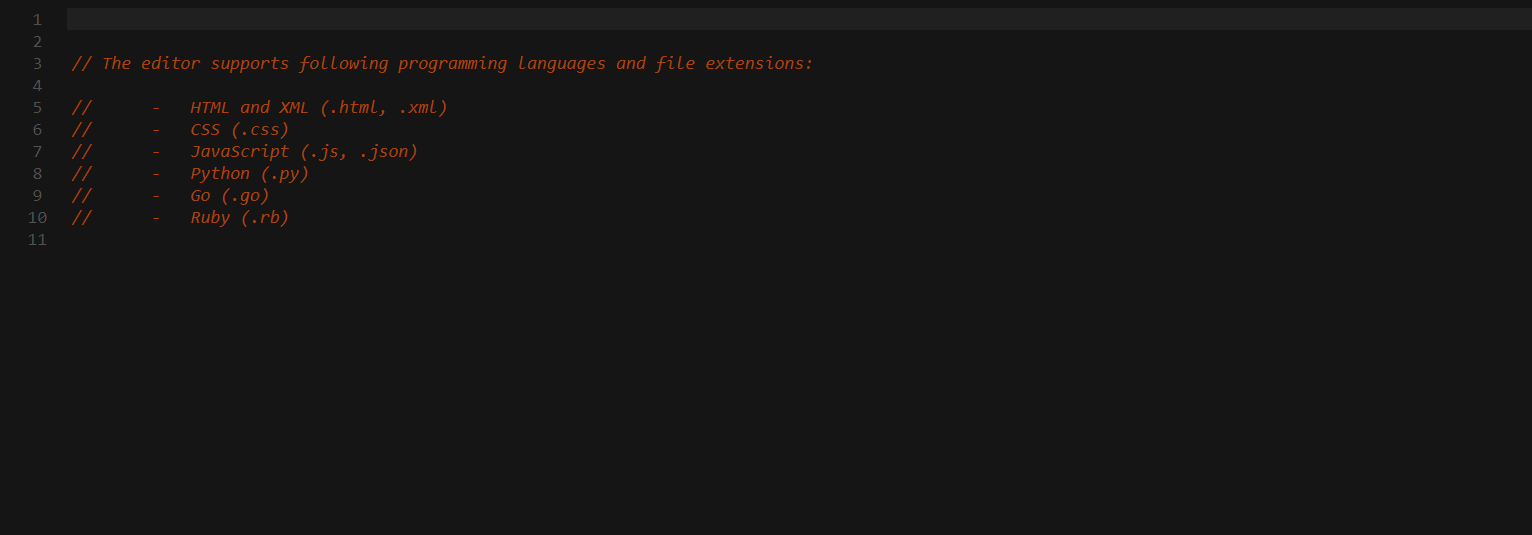 1
2
3 // The editor supports following programming languages and file extensions:
4
5 //      -   HTML and XML (.html, .xml)
6 //      -   CSS (.css)
7 //      -   JavaScript (.js, .json)
8 //      -   Python (.py)
9 //      -   Go (.go)
10 //      -   Ruby (.rb)
11